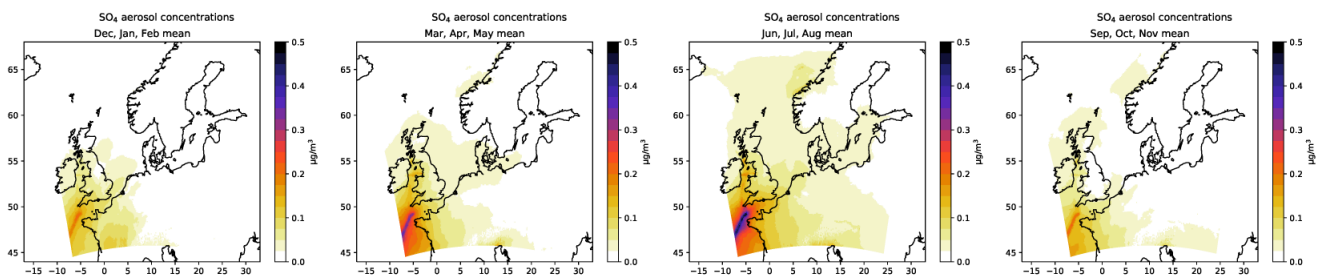 SO₄ aerosol concentrations
Dec, Jan, Feb mean
65
60
55
50
45
−15 −10 −5 0 5 10 15 20 25 30
0.5
0.4
0.3
0.2
0.1
0.0
μg/m³
SO₄ aerosol concentrations
Mar, Apr, May mean
65
60
55
50
45
−15 −10 −5 0 5 10 15 20 25 30
0.5
0.4
0.3
0.2
0.1
0.0
μg/m³
SO₄ aerosol concentrations
Jun, Jul, Aug mean
65
60
55
50
45
−15 −10 −5 0 5 10 15 20 25 30
0.5
0.4
0.3
0.2
0.1
0.0
μg/m³
SO₄ aerosol concentrations
Sep, Oct, Nov mean
65
60
55
50
45
−15 −10 −5 0 5 10 15 20 25 30
0.5
0.4
0.3
0.2
0.1
0.0
μg/m³